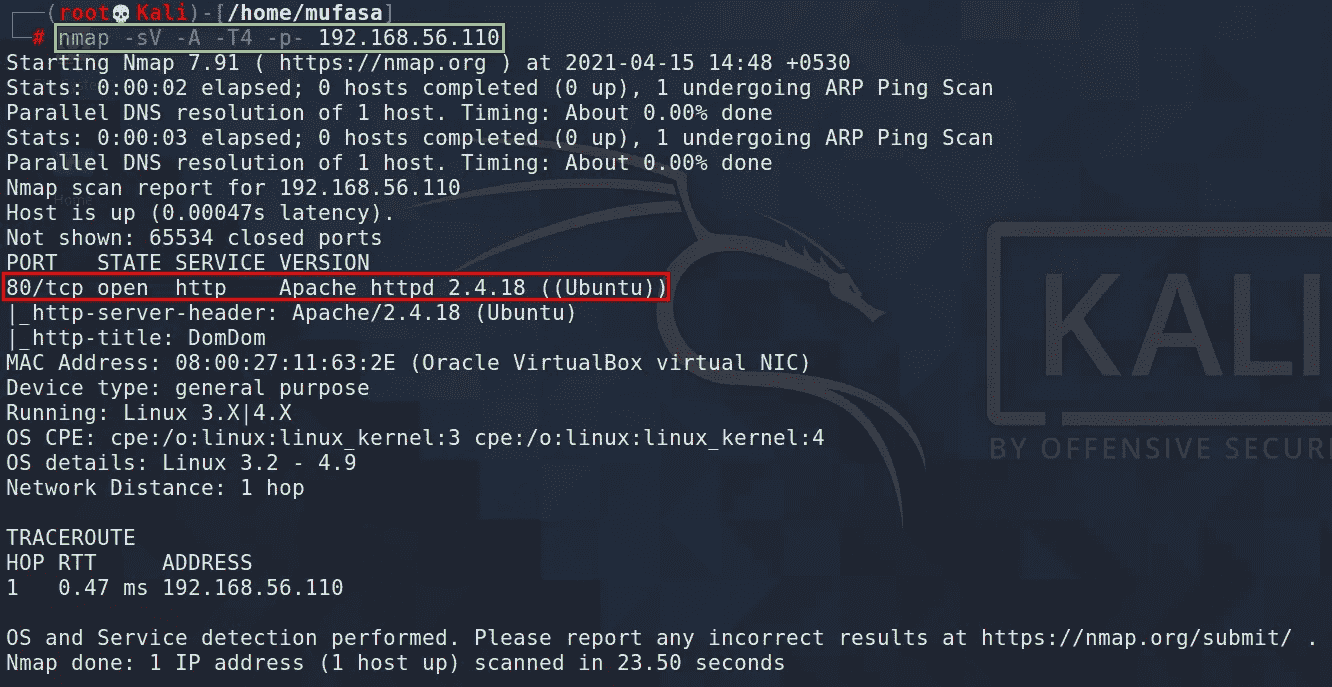 ┌──(root💀Kali)-[/home/mufasa]
└─# nmap -sV -A -T4 -p- 192.168.56.110
Starting Nmap 7.91 ( https://nmap.org ) at 2021-04-15 14:48 +0530
Stats: 0:00:02 elapsed; 0 hosts completed (0 up), 1 undergoing ARP Ping Scan
Parallel DNS resolution of 1 host. Timing: About 0.00% done
Stats: 0:00:03 elapsed; 0 hosts completed (0 up), 1 undergoing ARP Ping Scan
Parallel DNS resolution of 1 host. Timing: About 0.00% done
Nmap scan report for 192.168.56.110
Home
Host is up (0.00047s latency).
Not shown: 65534 closed ports
PORT   STATE SERVICE VERSION
80/tcp open  http    Apache httpd 2.4.18 ((Ubuntu))
|_http-server-header: Apache/2.4.18 (Ubuntu)
|_http-title: DomDom
MAC Address: 08:00:27:11:63:2E (Oracle VirtualBox virtual NIC)
Device type: general purpose
Running: Linux 3.X|4.X
OS CPE: cpe:/o:linux:linux_kernel:3 cpe:/o:linux:linux_kernel:4
OS details: Linux 3.2 - 4.9
Network Distance: 1 hop
TRACEROUTE
HOP RTT     ADDRESS
1   0.47 ms 192.168.56.110
OS and Service detection performed. Please report any incorrect results at https://nmap.org/submit/ .
Nmap done: 1 IP address (1 host up) scanned in 23.50 seconds
KALI
BY OFFENSIVE SECURI